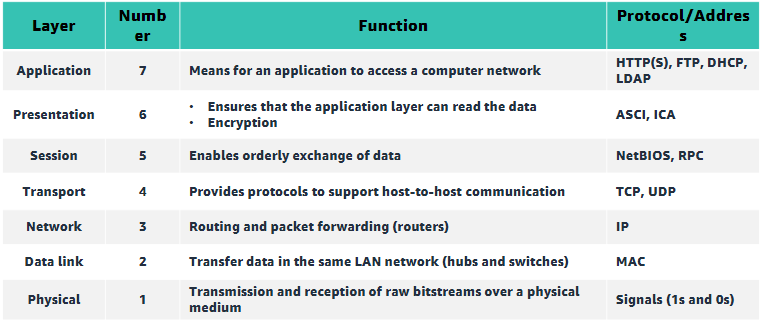 Layer
Numb
er
Function
Protocol/Addres
s
Application
7
Means for an application to access a computer network
HTTP(S), FTP, DHCP,
LDAP
Presentation
6
• Ensures that the application layer can read the data
• Encryption
ASCI, ICA
Session
5
Enables orderly exchange of data
NetBIOS, RPC
Transport
4
Provides protocols to support host-to-host communication
TCP, UDP
Network
3
Routing and packet forwarding (routers)
IP
Data link
2
Transfer data in the same LAN network (hubs and switches)
MAC
Physical
1
Transmission and reception of raw bitstreams over a physical
medium
Signals (1s and 0s)